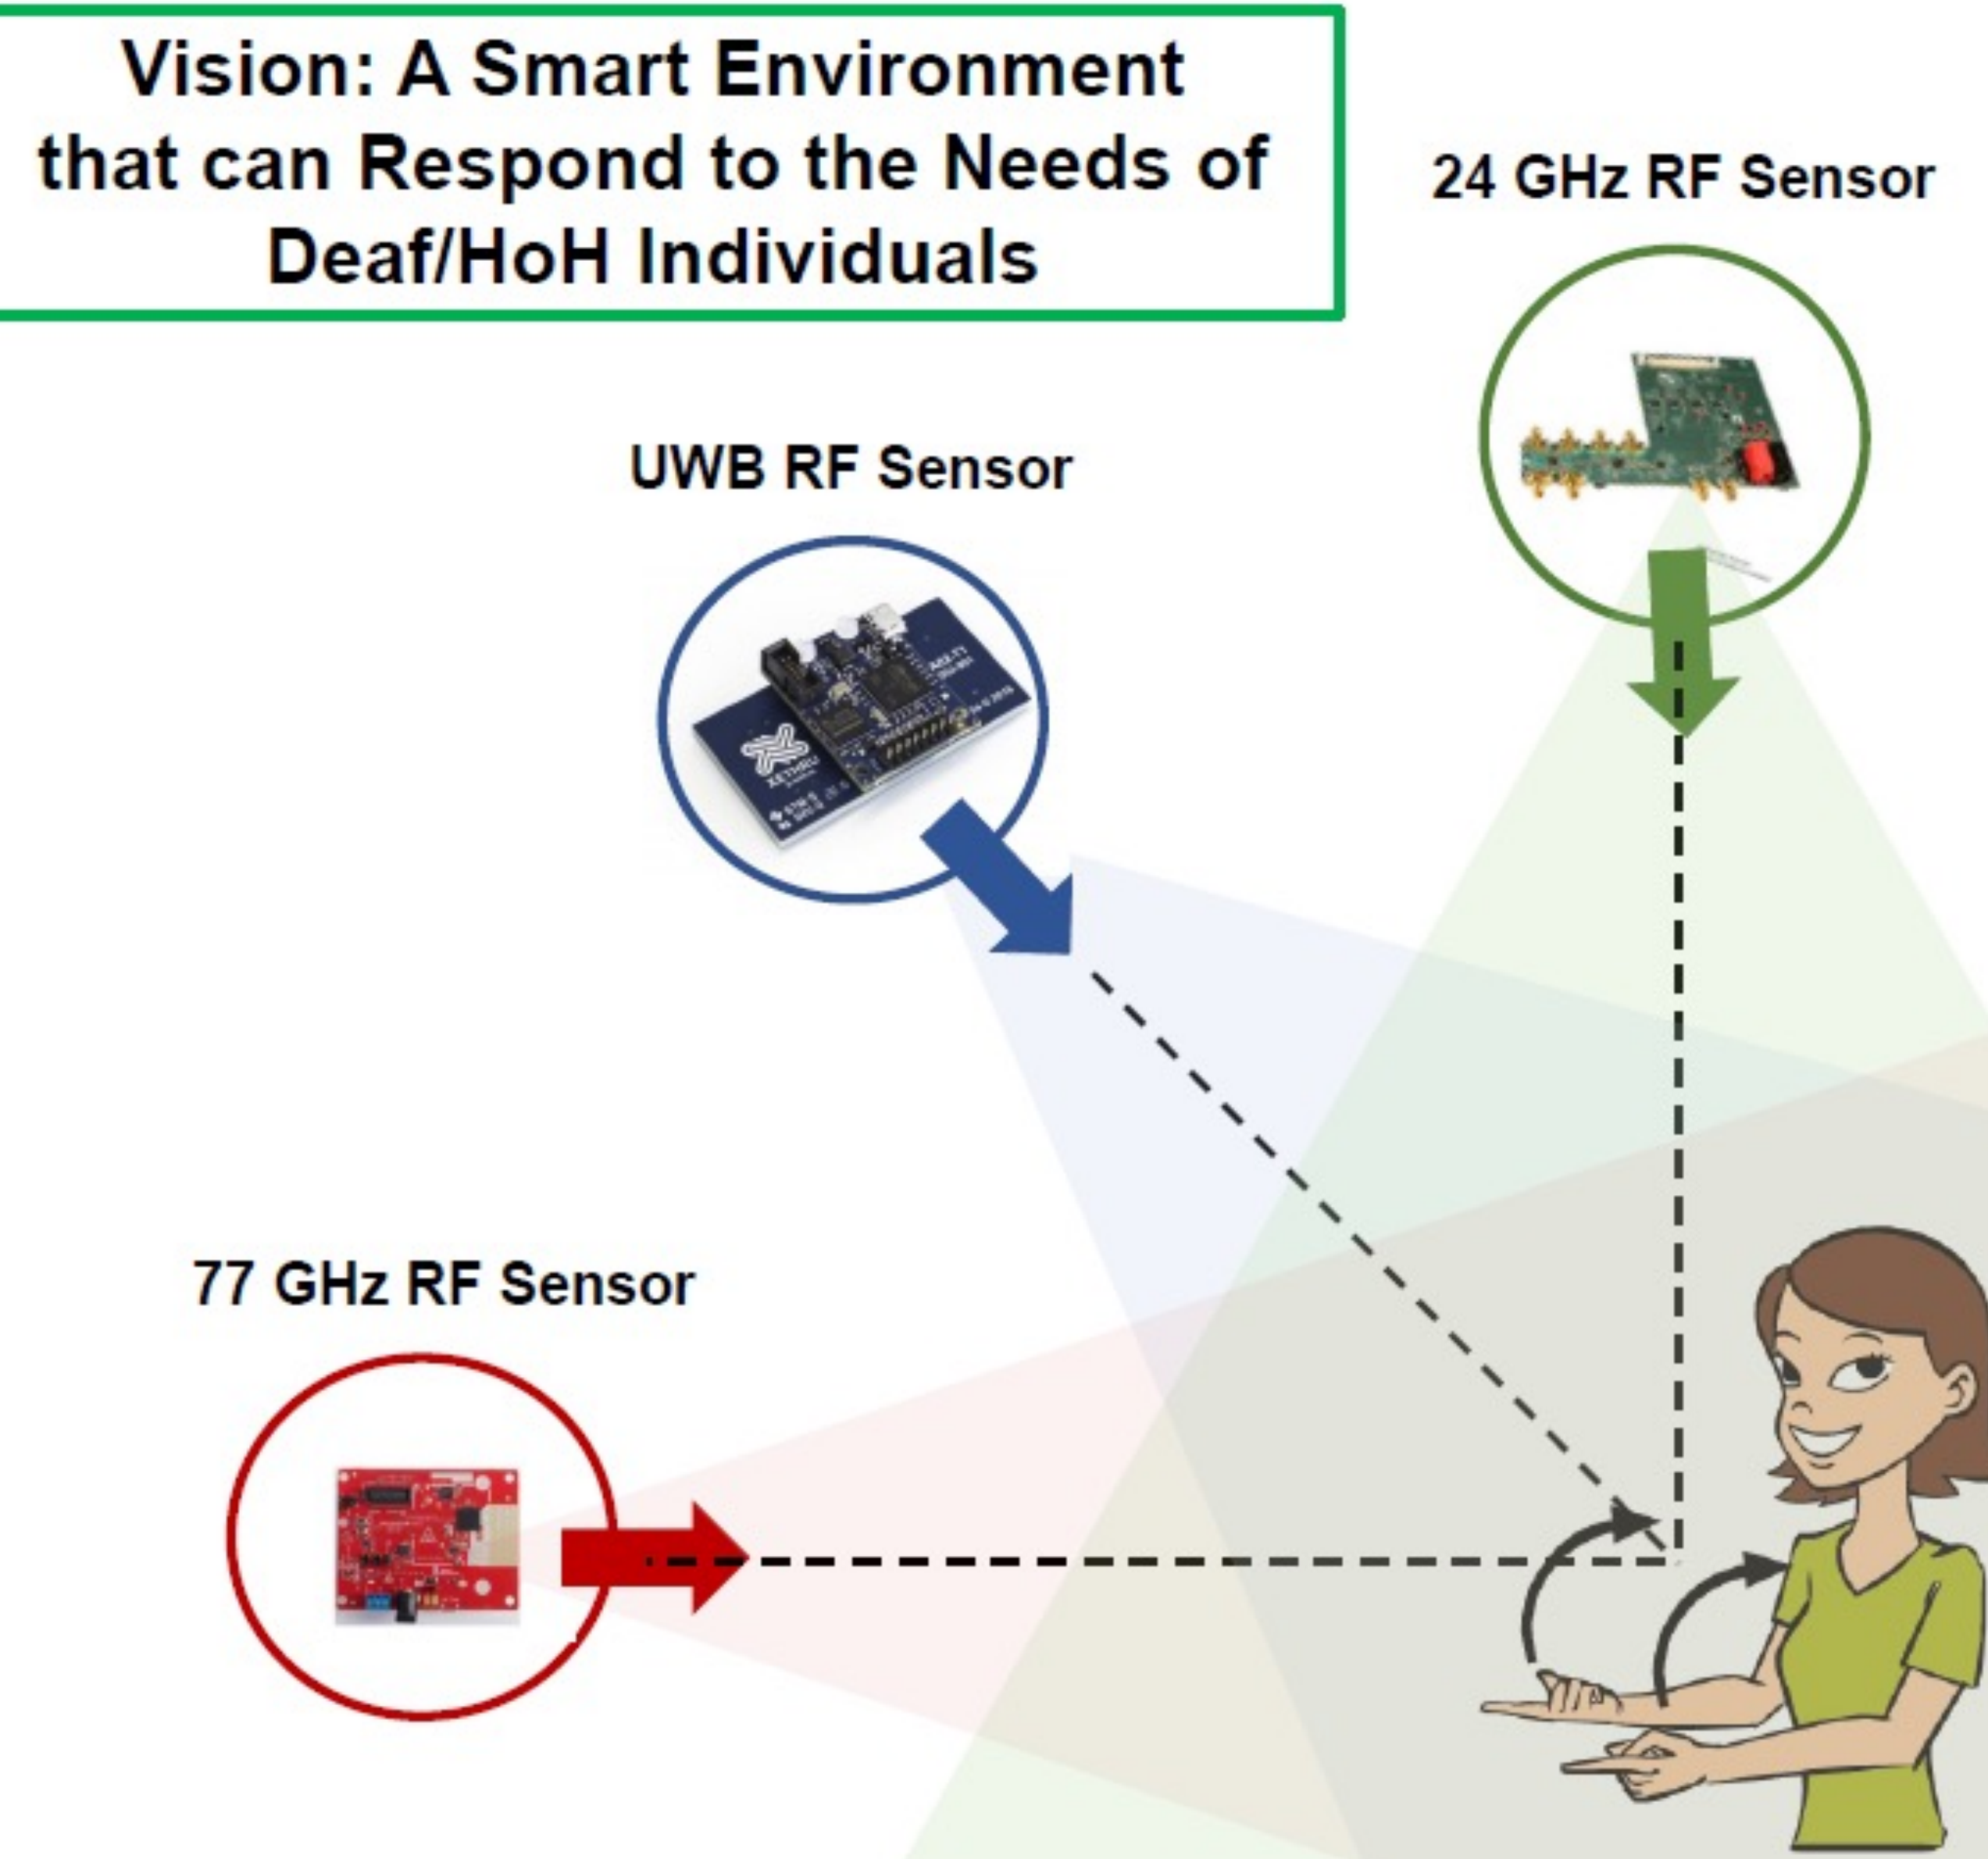 Vision: A Smart Environment
that can Respond to the Needs of
Deaf/HoH Individuals
24 GHz RF Sensor
UWB RF Sensor
XETHRU
77 GHz RF Sensor